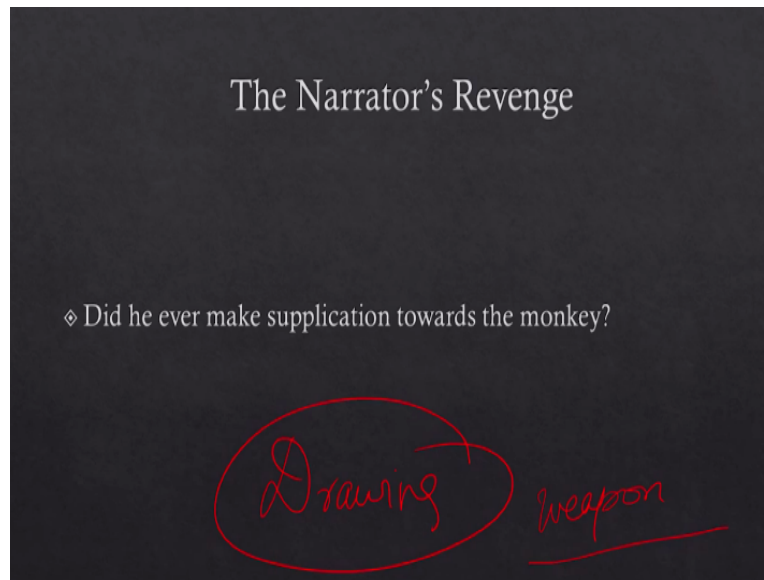 The Narrator's Revenge
Did he ever make supplication towards the monkey?
Drawing weapon